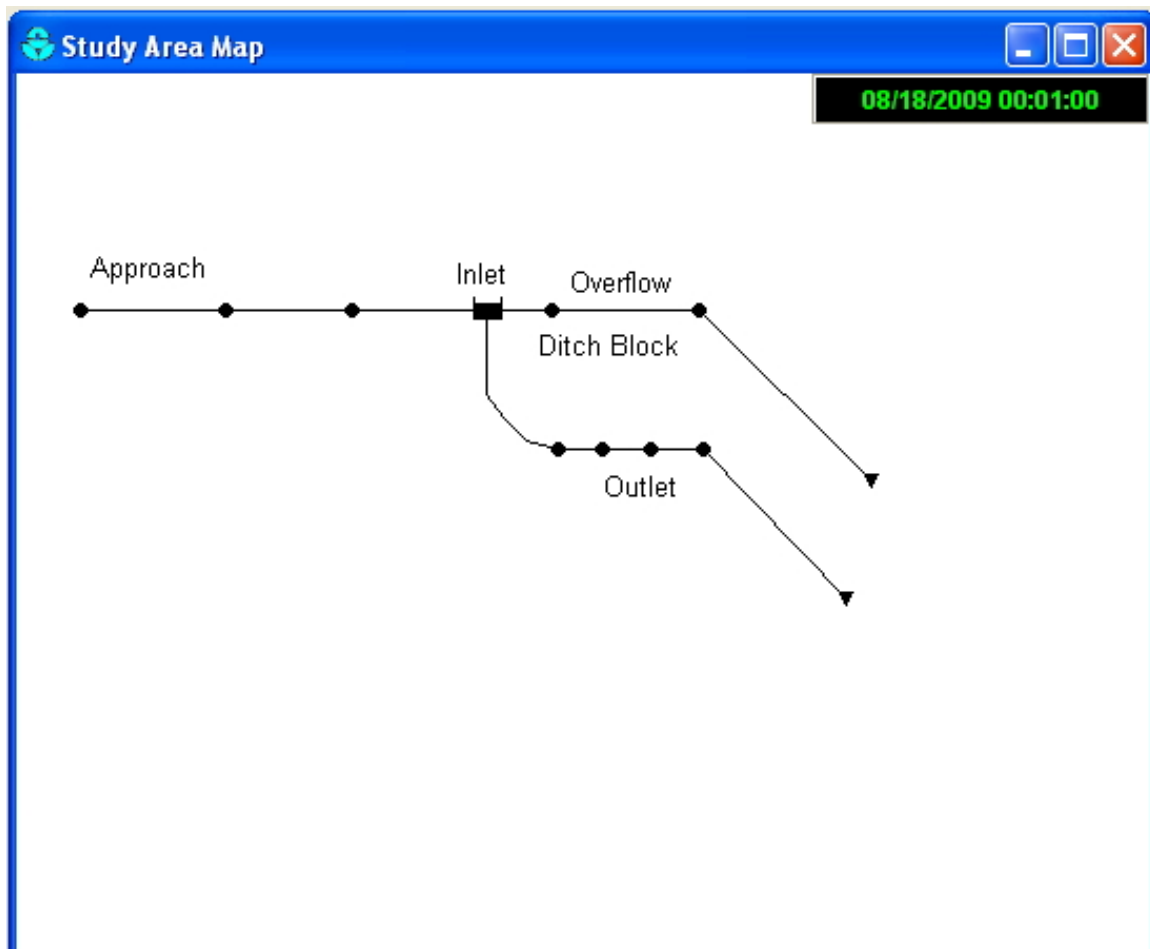 Study Area Map
08/18/2009 00:01:00
Approach
Inlet
Overflow
Ditch Block
Outlet